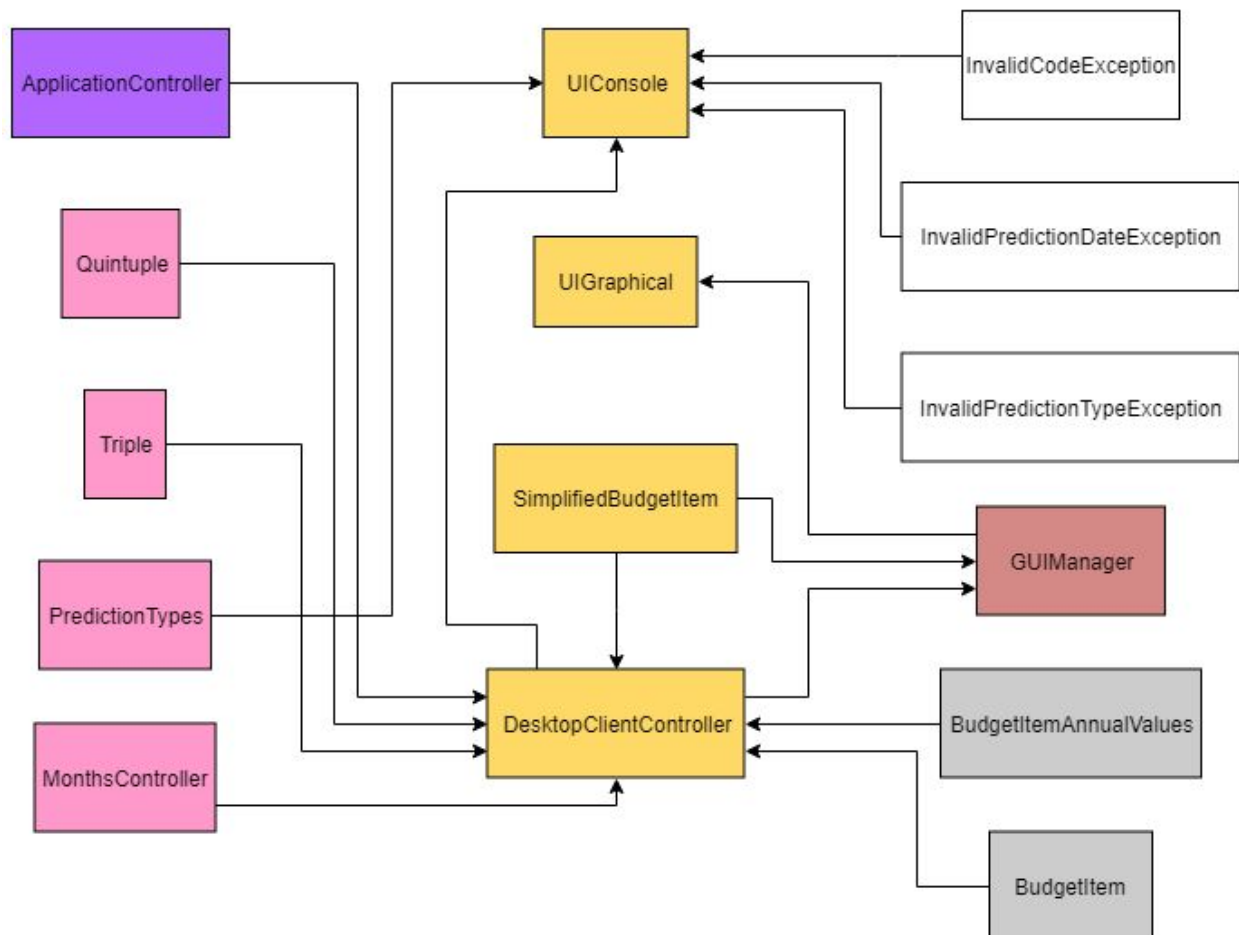 ApplicationController
UIConsole
InvalidCodeException
Quintuple
InvalidPredictionDateException
UIGraphical
Triple
InvalidPredictionTypeException
SimplifiedBudgetItem
GUIManager
PredictionTypes
DesktopClientController
BudgetItemAnnualValues
MonthsController
BudgetItem